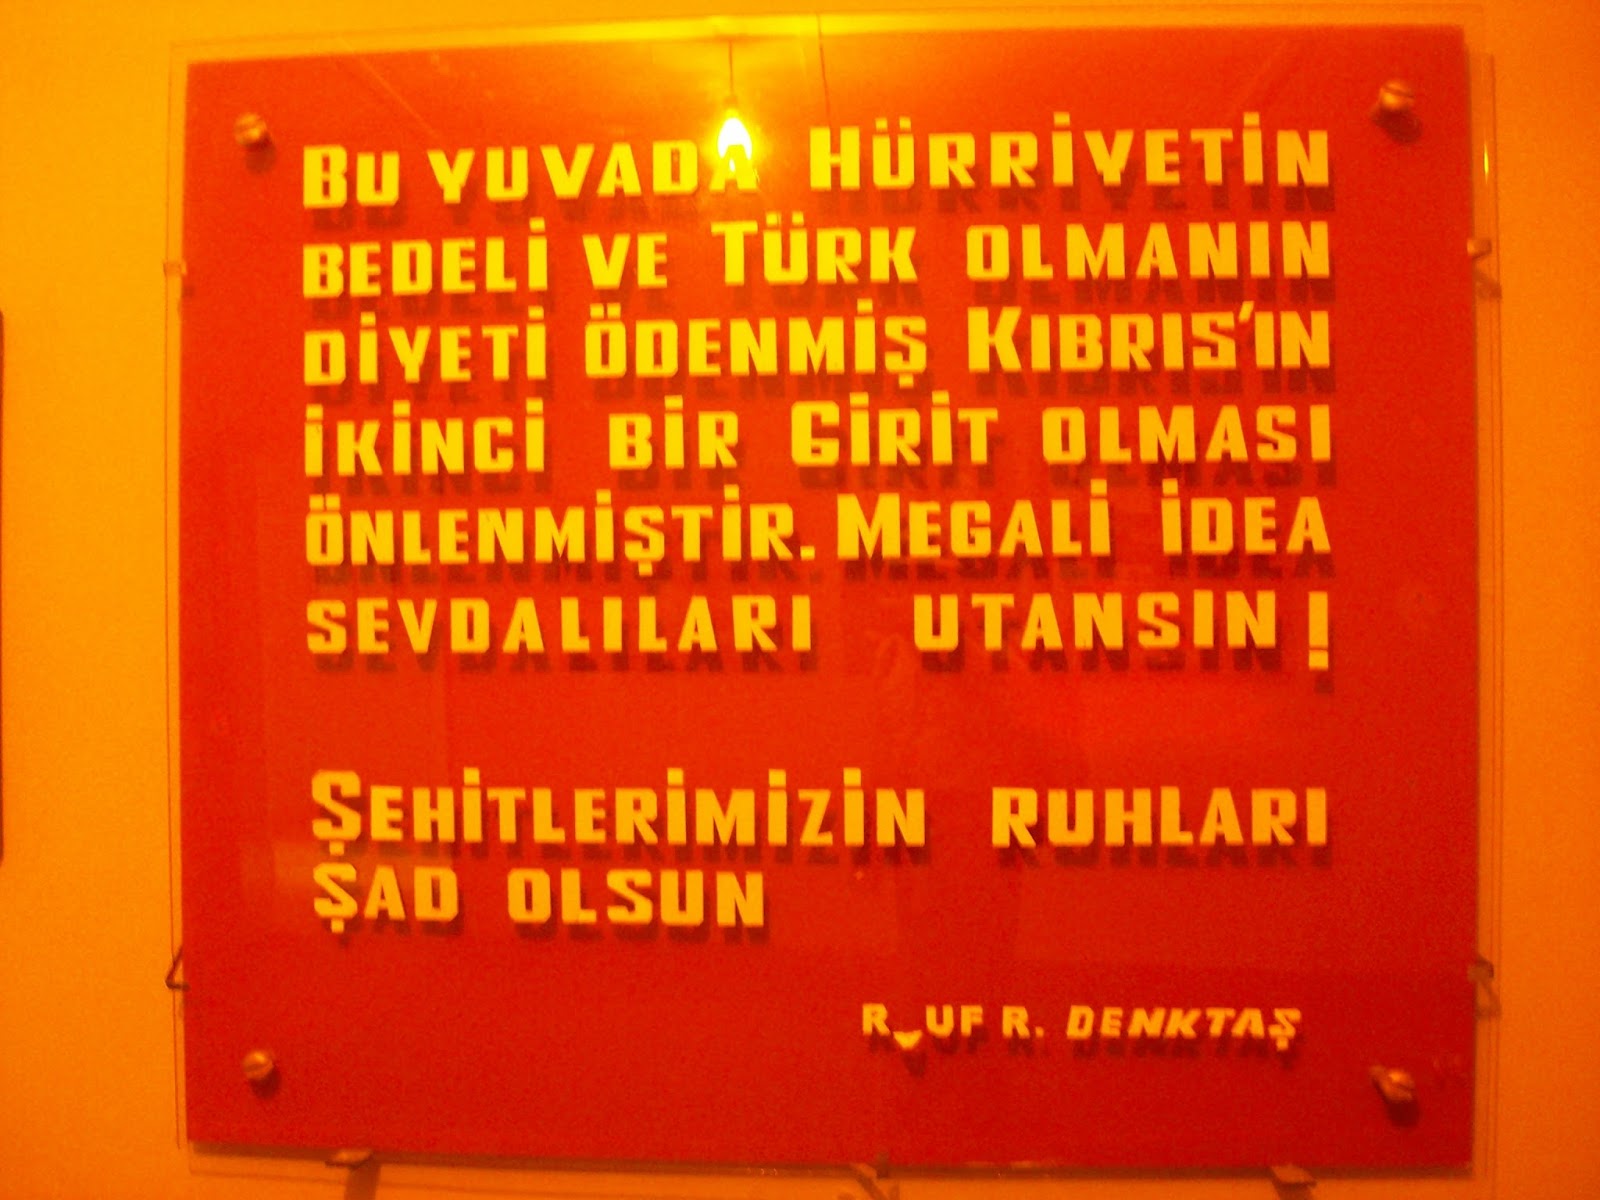 BU YUVADA HÜRRİYETİN
BEDELİ VE TÜRK OLMANIN
DİYETİ ÖDENMİŞ KIBRIS'IN
İKİNCİ BİR GİRİT OLMASI
ÖNLENMİŞTİR. MEGALİ İDEA
SEVDALILARI UTANSIN!
ŞEHİTLERİMİZİN RUHLARI
ŞAD OLSUN
R UF R. DENKTAŞ